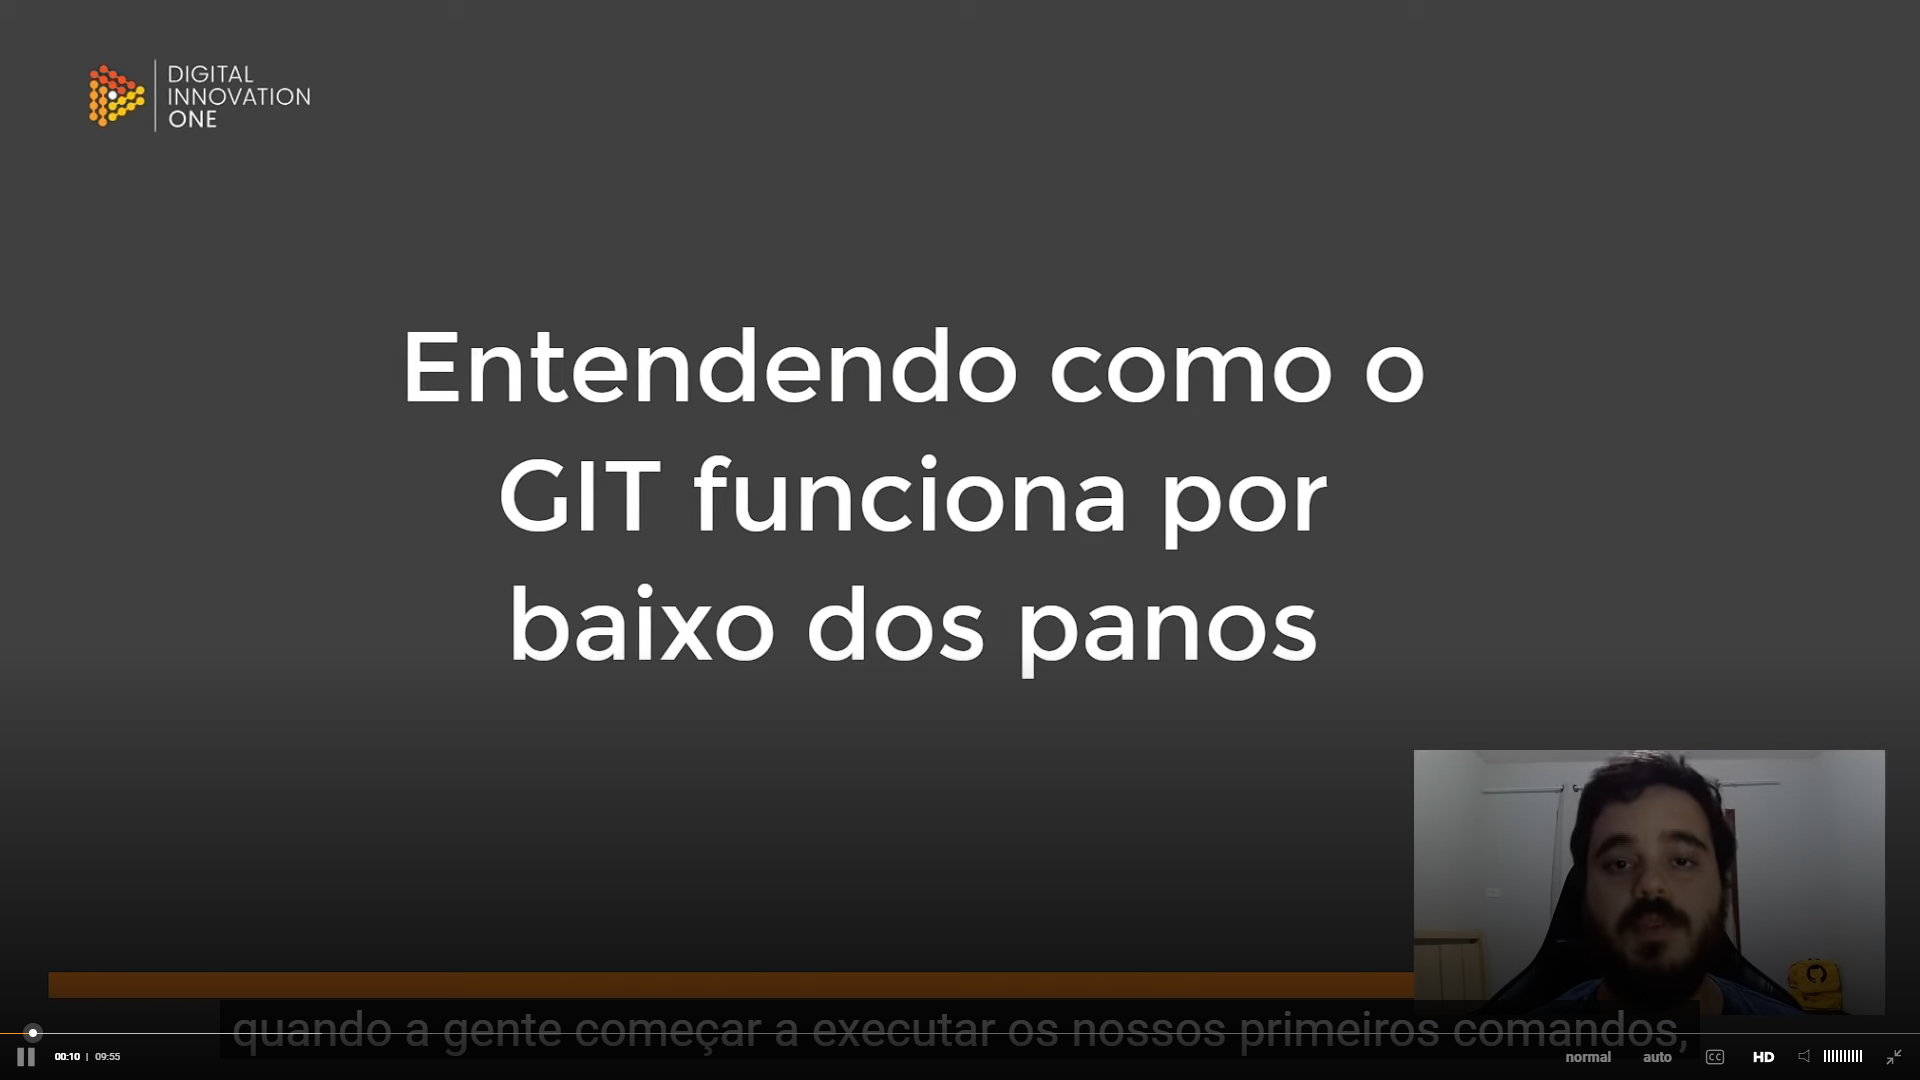 DIGITAL
INNOVATION
ONE
Entendendo como o
GIT funciona por
baixo dos panos
quando a gente começar a executar os nossos primeiros comandos,
00:10 | 09:55
normal auto CC HD